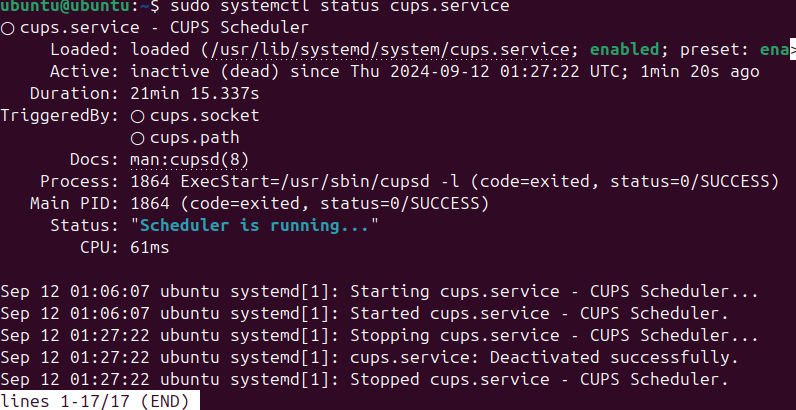 ubuntu@ubuntu:~$ sudo systemctl status cups.service
○ cups.service - CUPS Scheduler
     Loaded: loaded (/usr/lib/systemd/system/cups.service; enabled; preset: ena>
     Active: inactive (dead) since Thu 2024-09-12 01:27:22 UTC; 1min 20s ago
   Duration: 21min 15.337s
TriggeredBy: ○ cups.socket
             ○ cups.path
       Docs: man:cupsd(8)
    Process: 1864 ExecStart=/usr/sbin/cupsd -l (code=exited, status=0/SUCCESS)
   Main PID: 1864 (code=exited, status=0/SUCCESS)
     Status: "Scheduler is running..."
        CPU: 61ms

Sep 12 01:06:07 ubuntu systemd[1]: Starting cups.service - CUPS Scheduler...
Sep 12 01:06:07 ubuntu systemd[1]: Started cups.service - CUPS Scheduler.
Sep 12 01:27:22 ubuntu systemd[1]: Stopping cups.service - CUPS Scheduler...
Sep 12 01:27:22 ubuntu systemd[1]: cups.service: Deactivated successfully.
Sep 12 01:27:22 ubuntu systemd[1]: Stopped cups.service - CUPS Scheduler.
lines 1-17/17 (END)